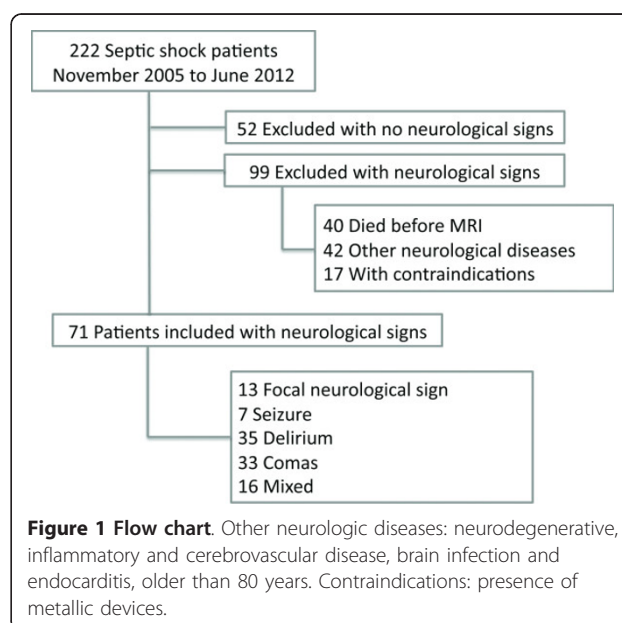 222 Septic shock patients
November 2005 to June 2012
52 Excluded with no neurological signs
99 Excluded with neurological signs
40 Died before MRI
42 Other neurological diseases
17 With contraindications
71 Patients included with neurological signs
13 Focal neurological sign
7 Seizure
35 Delirium
33 Comas
16 Mixed
Figure 1 Flow chart. Other neurologic diseases: neurodegenerative,
inflammatory and cerebrovascular disease, brain infection and
endocarditis, older than 80 years. Contraindications: presence of
metallic devices.